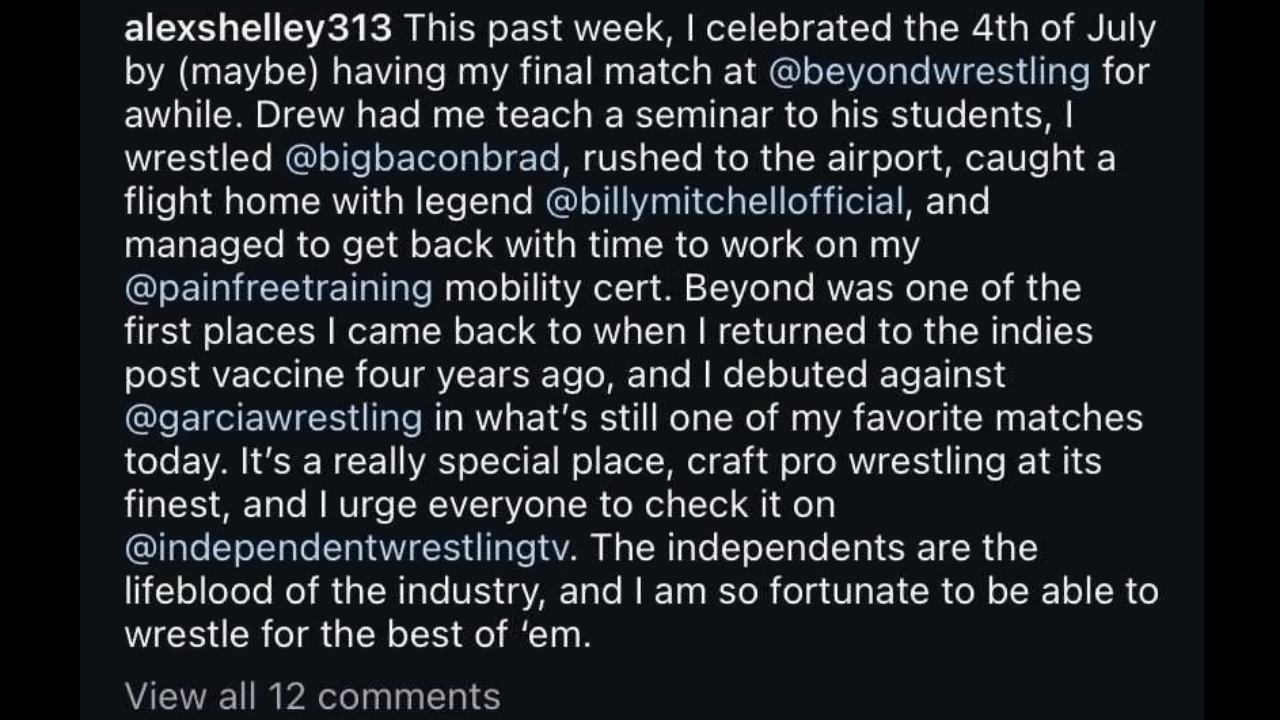 alexshelley313 This past week, I celebrated the 4th of July
by (maybe) having my final match at @beyondwrestling for
awhile. Drew had me teach a seminar to his students, I
wrestled @bigbaconbrad, rushed to the airport, caught a
flight home with legend @billymitchellofficial, and
managed to get back with time to work on my
@painfreetraining mobility cert. Beyond was one of the
first places I came back to when I returned to the indies
post vaccine four years ago, and I debuted against
@garciawrestling in what’s still one of my favorite matches
today. It’s a really special place, craft pro wrestling at its
finest, and I urge everyone to check it on
@independentwrestlingtv. The independents are the
lifeblood of the industry, and I am so fortunate to be able to
wrestle for the best of ‘em.
View all 12 comments